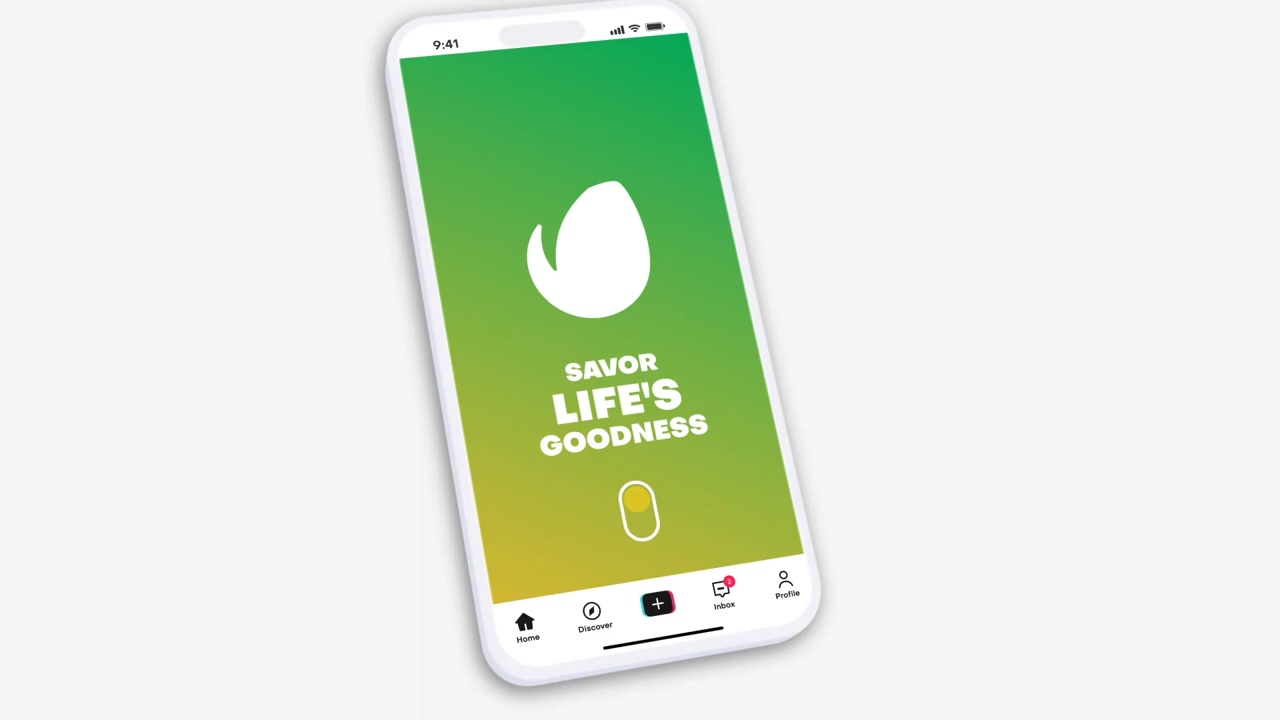 9:41
SAVOR
LIFE'S
GOODNESS
Home
Discover
2
Inbox
Profile